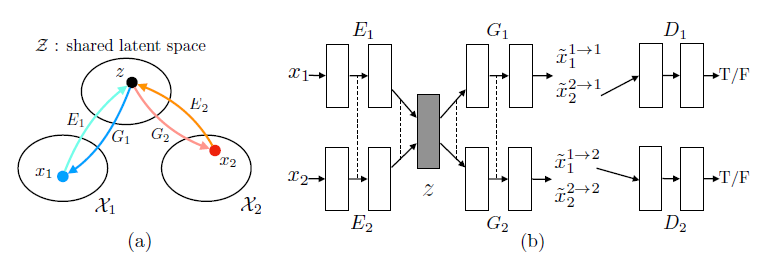 𝒵 : shared latent space
z
E₁
E₂
G₁
G₂
x₁
x₂
𝒳₁
𝒳₂
(a)
E₁
G₁
D₁
x₁
x̃₁^{1→1}
x̃₂^{2→1}
T/F
x₂
z
x̃₁^{1→2}
x̃₂^{2→2}
T/F
E₂
G₂
D₂
(b)